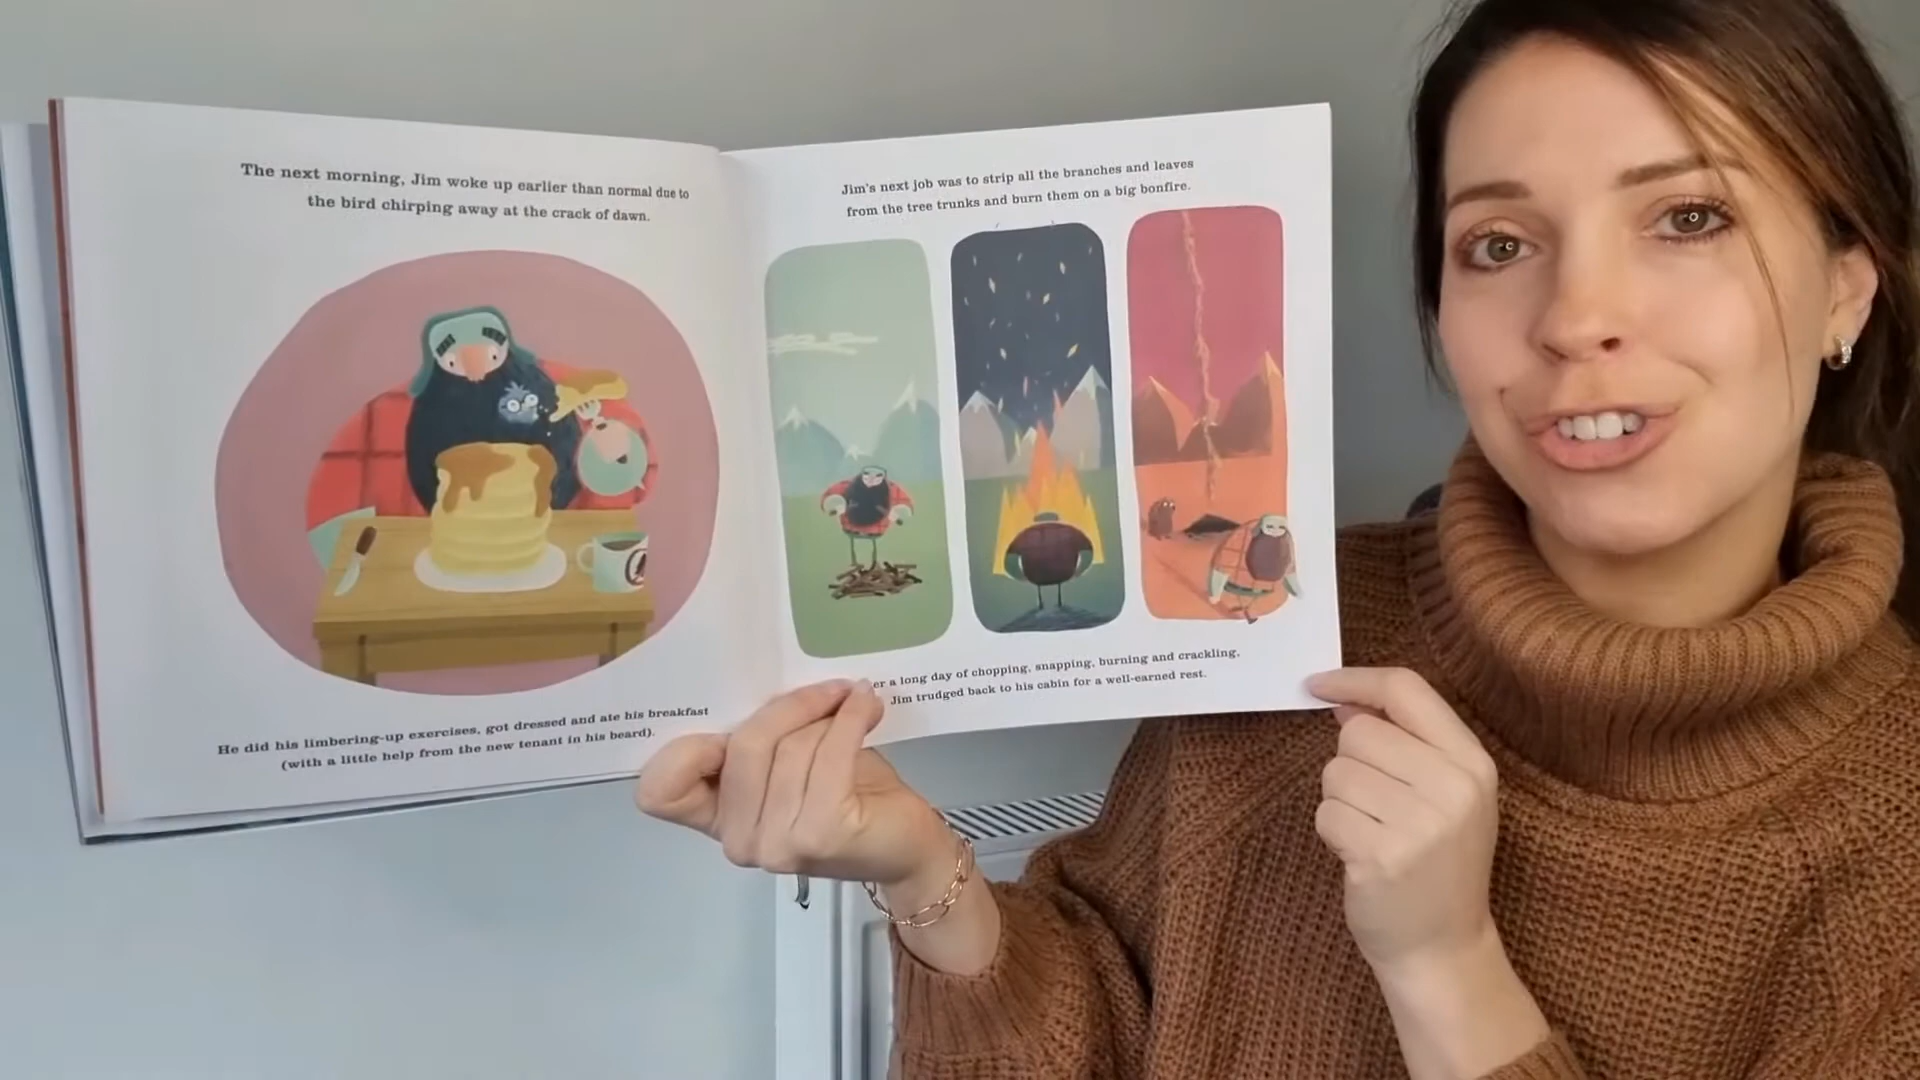 The next morning, Jim woke up earlier than normal due to
the bird chirping away at the crack of dawn.
He did his limbering-up exercises, got dressed and ate his breakfast
(with a little help from the new tenant in his beard).
Jim's next job was to strip all the branches and leaves
from the tree trunks and burn them on a big bonfire.
a long day of chopping, snapping, burning and crackling,
Jim trudged back to his cabin for a well-earned rest.